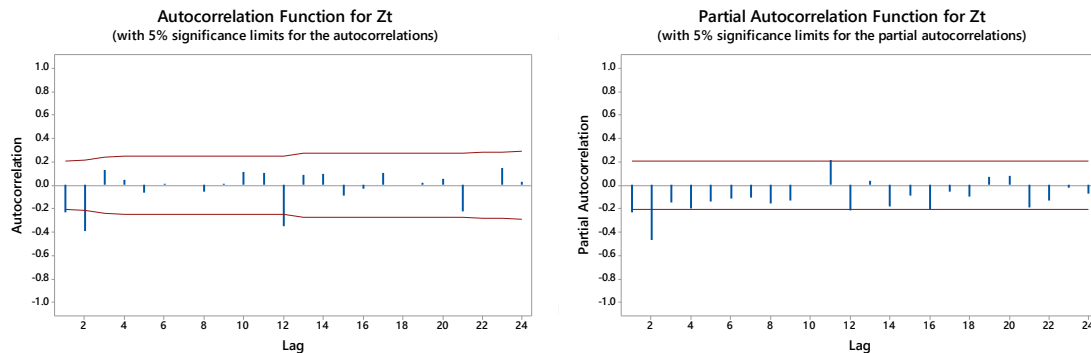 Autocorrelation Function for Zt
(with 5% significance limits for the autocorrelations)
1.0
0.8
0.6
0.4
0.2
0.0
-0.2
-0.4
-0.6
-0.8
-1.0
Autocorrelation
2 4 6 8 10 12 14 16 18 20 22 24
Lag
Partial Autocorrelation Function for Zt
(with 5% significance limits for the partial autocorrelations)
1.0
0.8
0.6
0.4
0.2
0.0
-0.2
-0.4
-0.6
-0.8
-1.0
Partial Autocorrelation
2 4 6 8 10 12 14 16 18 20 22 24
Lag